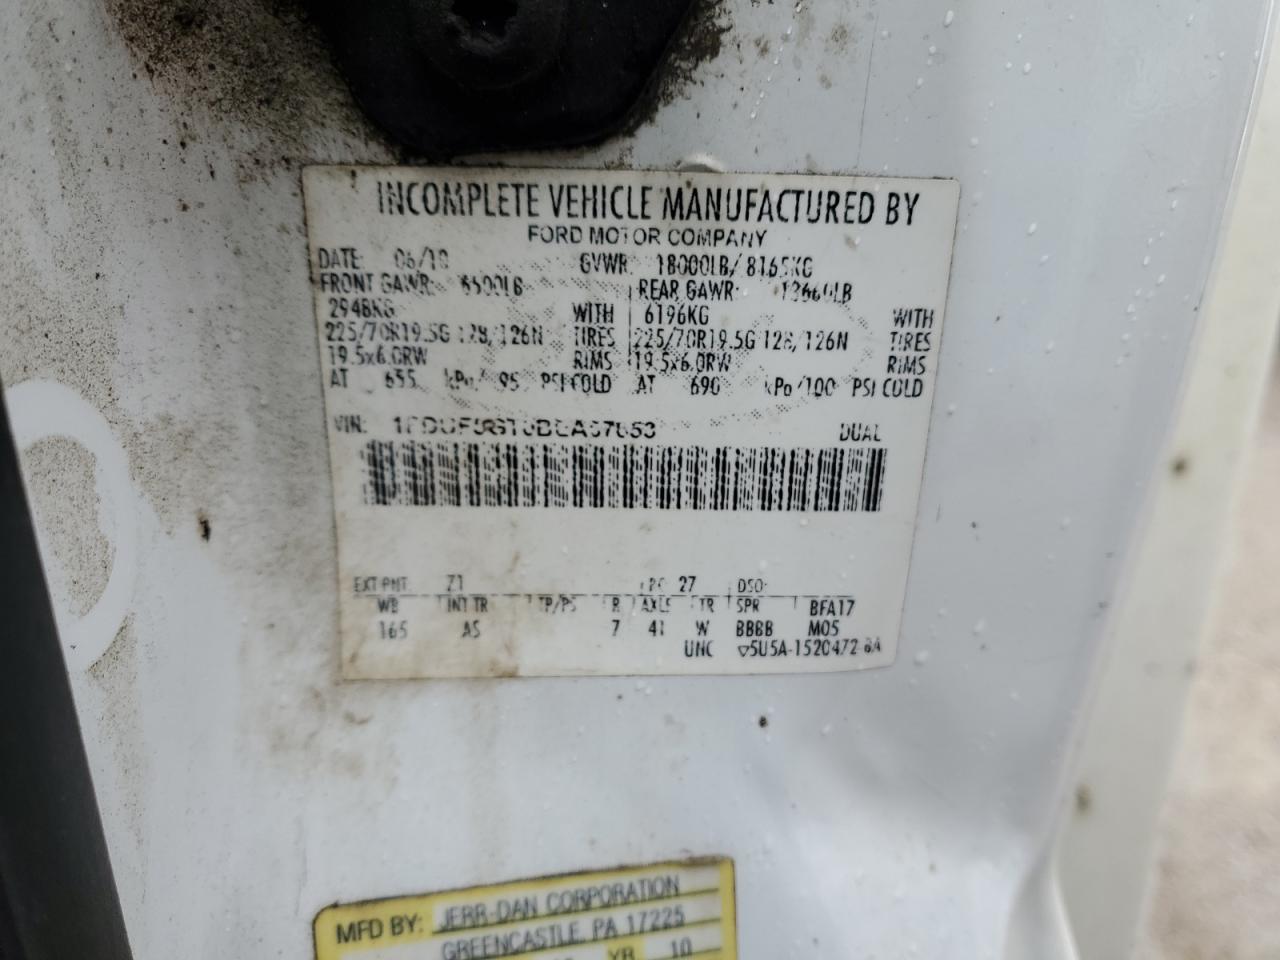 INCOMPLETE VEHICLE MANUFACTURED BY
FORD MOTOR COMPANY
DATE: 06/10 GVWR: 18000LB/ 8165KG
FRONT GAWR: 6500LB REAR GAWR: 13660LB
2948KG WITH 6196KG WITH
225/70R19.5G 128/126N TIRES 225/70R19.5G 128/126N TIRES
19.5x6.0RW RIMS 19.5x6.0RW RIMS
AT 655 kPa/ 95 PSI COLD AT 690 kPa/100 PSI COLD
VIN: DUAL
EXT PNT: Z1 27 DSO:
WB INT TR TP/PS R AXLE TR SPR BFA17
165 AS 7 41 W BBBB M05
UNC ▽5U5A-1520472-BA
MFD BY: JERR-DAN CORPORATION
GREENCASTLE, PA 17225
YR 10